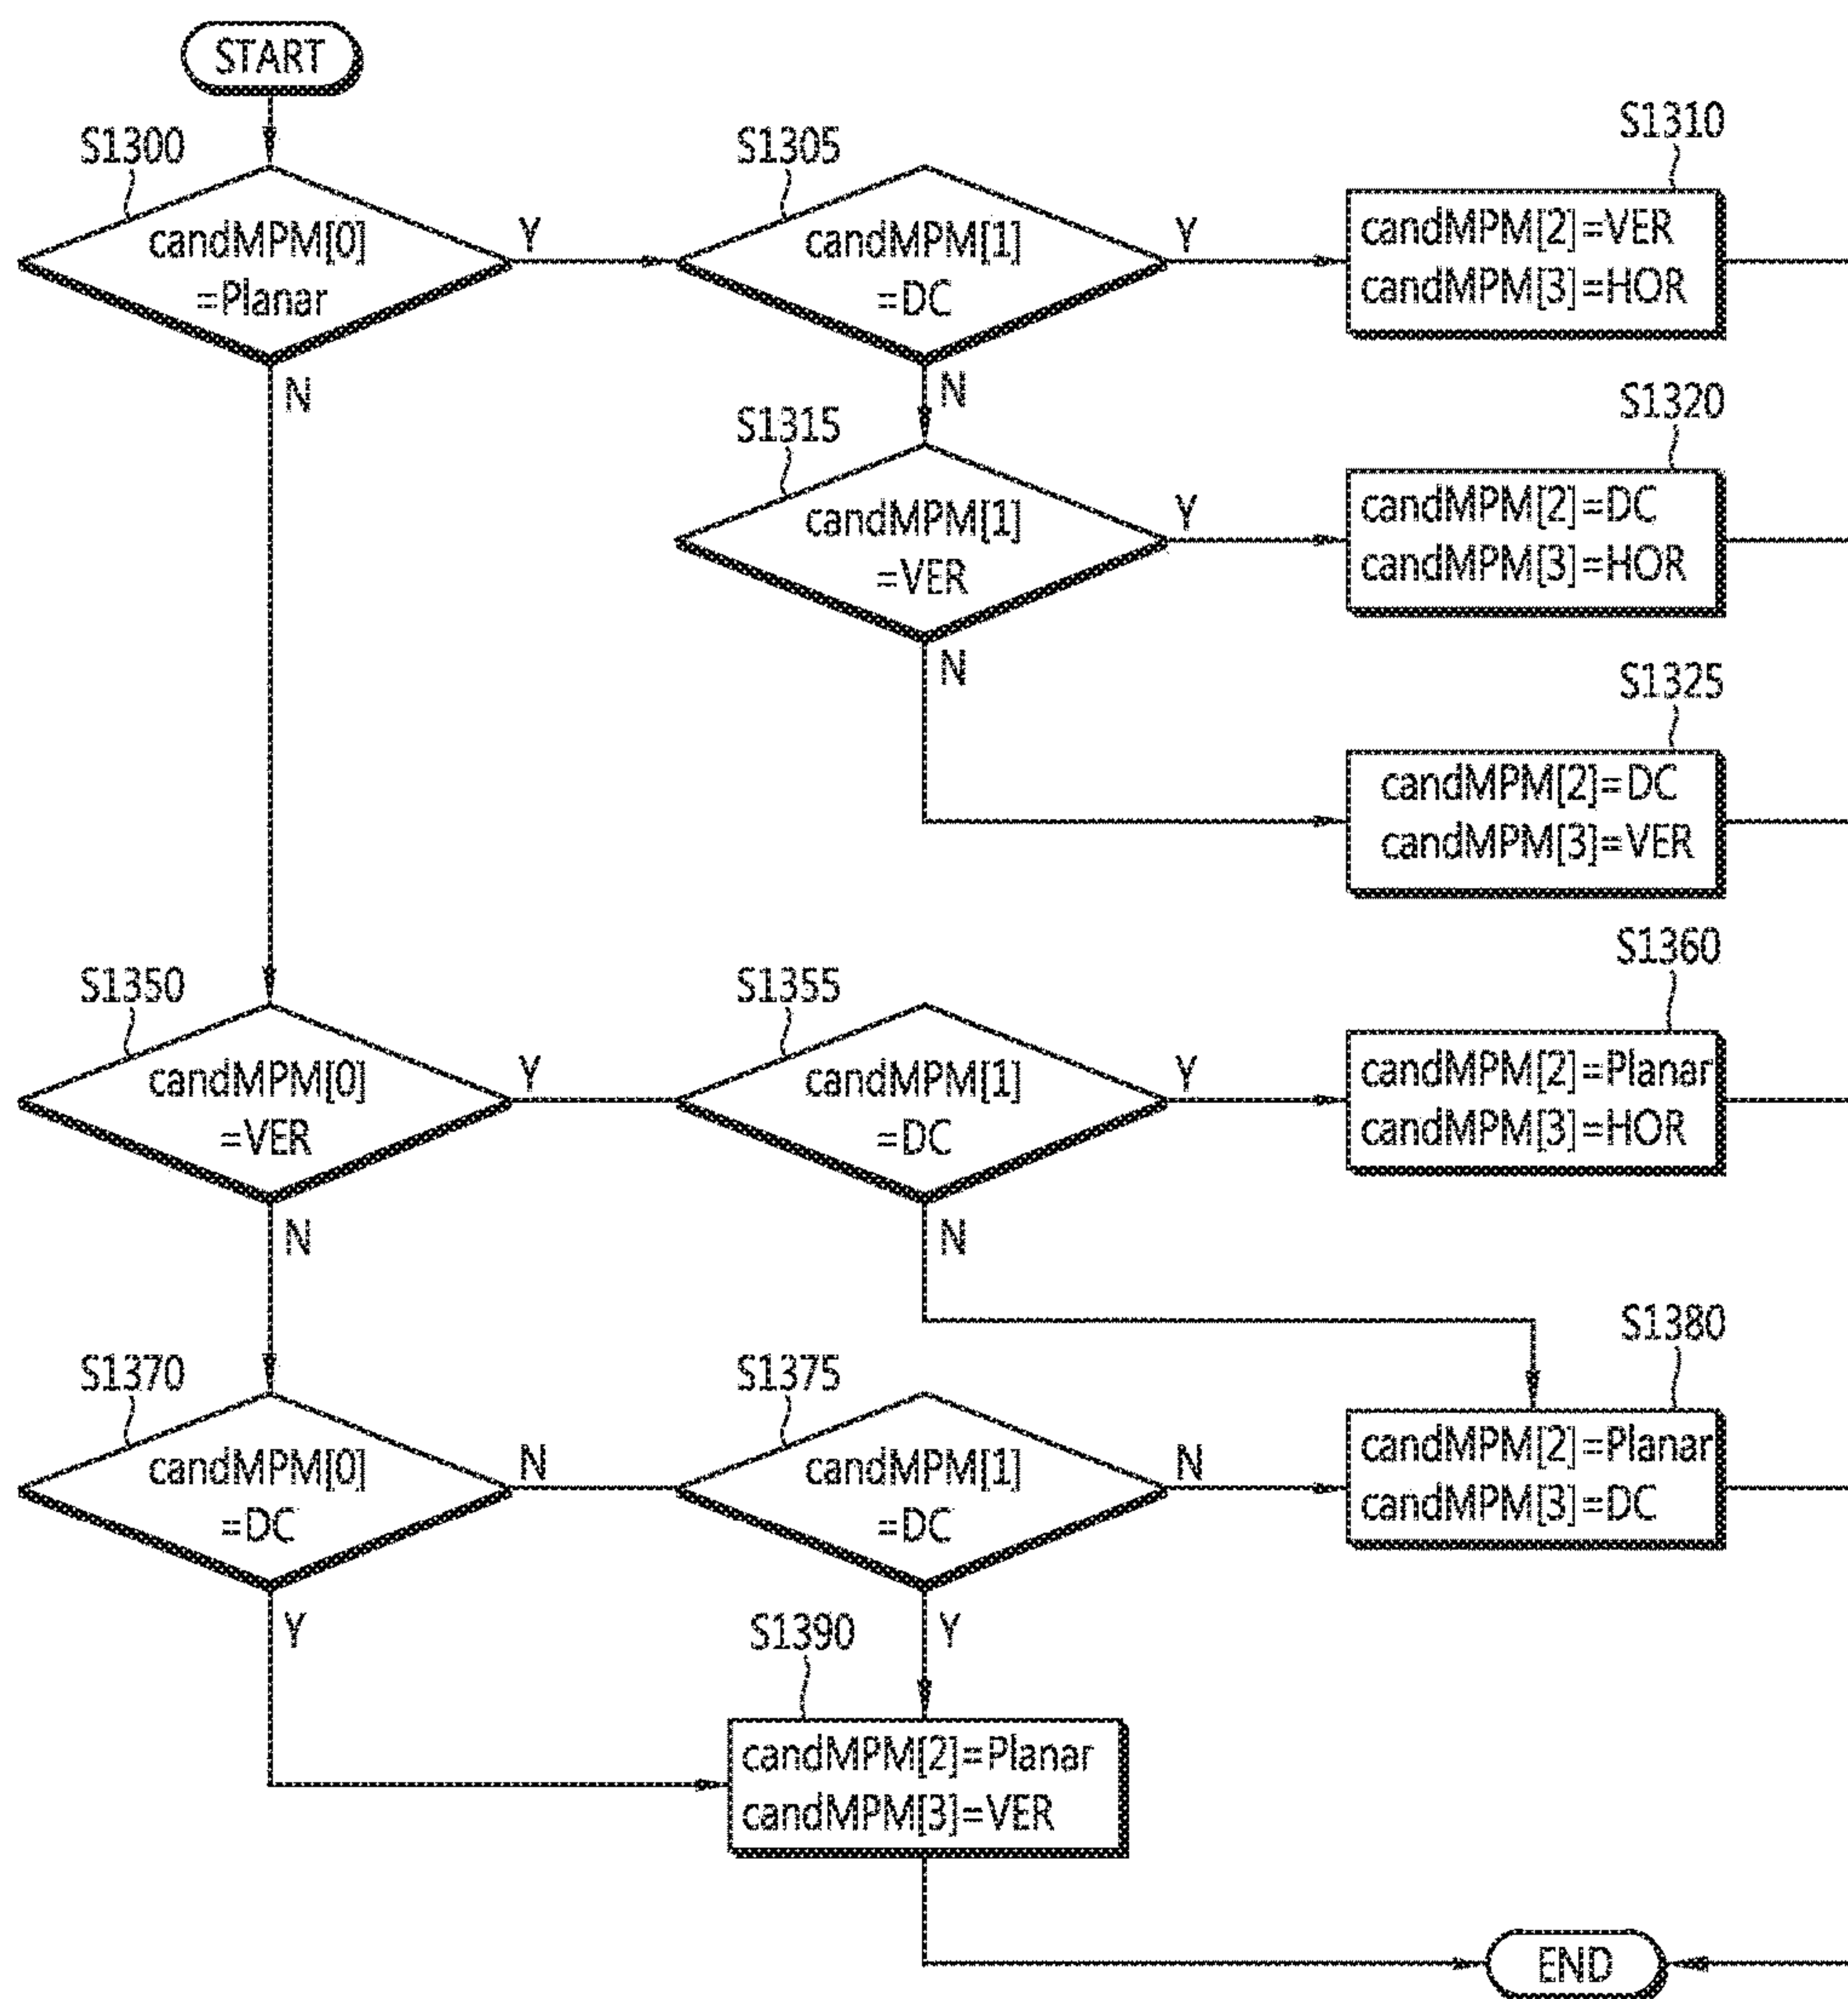 START
S1300
candMPM[0]
=Planar
Y
N
S1305
candMPM[1]
=DC
Y
N
S1310
candMPM[2]=VER
candMPM[3]=HOR
S1315
candMPM[1]
=VER
Y
N
S1320
candMPM[2]=DC
candMPM[3]=HOR
S1325
candMPM[2]=DC
candMPM[3]=VER
S1350
candMPM[0]
=VER
Y
N
S1355
candMPM[1]
=DC
Y
N
S1360
candMPM[2]=Planar
candMPM[3]=HOR
S1370
candMPM[0]
=DC
N
Y
S1375
candMPM[1]
=DC
N
Y
S1380
candMPM[2]=Planar
candMPM[3]=DC
S1390
candMPM[2]=Planar
candMPM[3]=VER
END